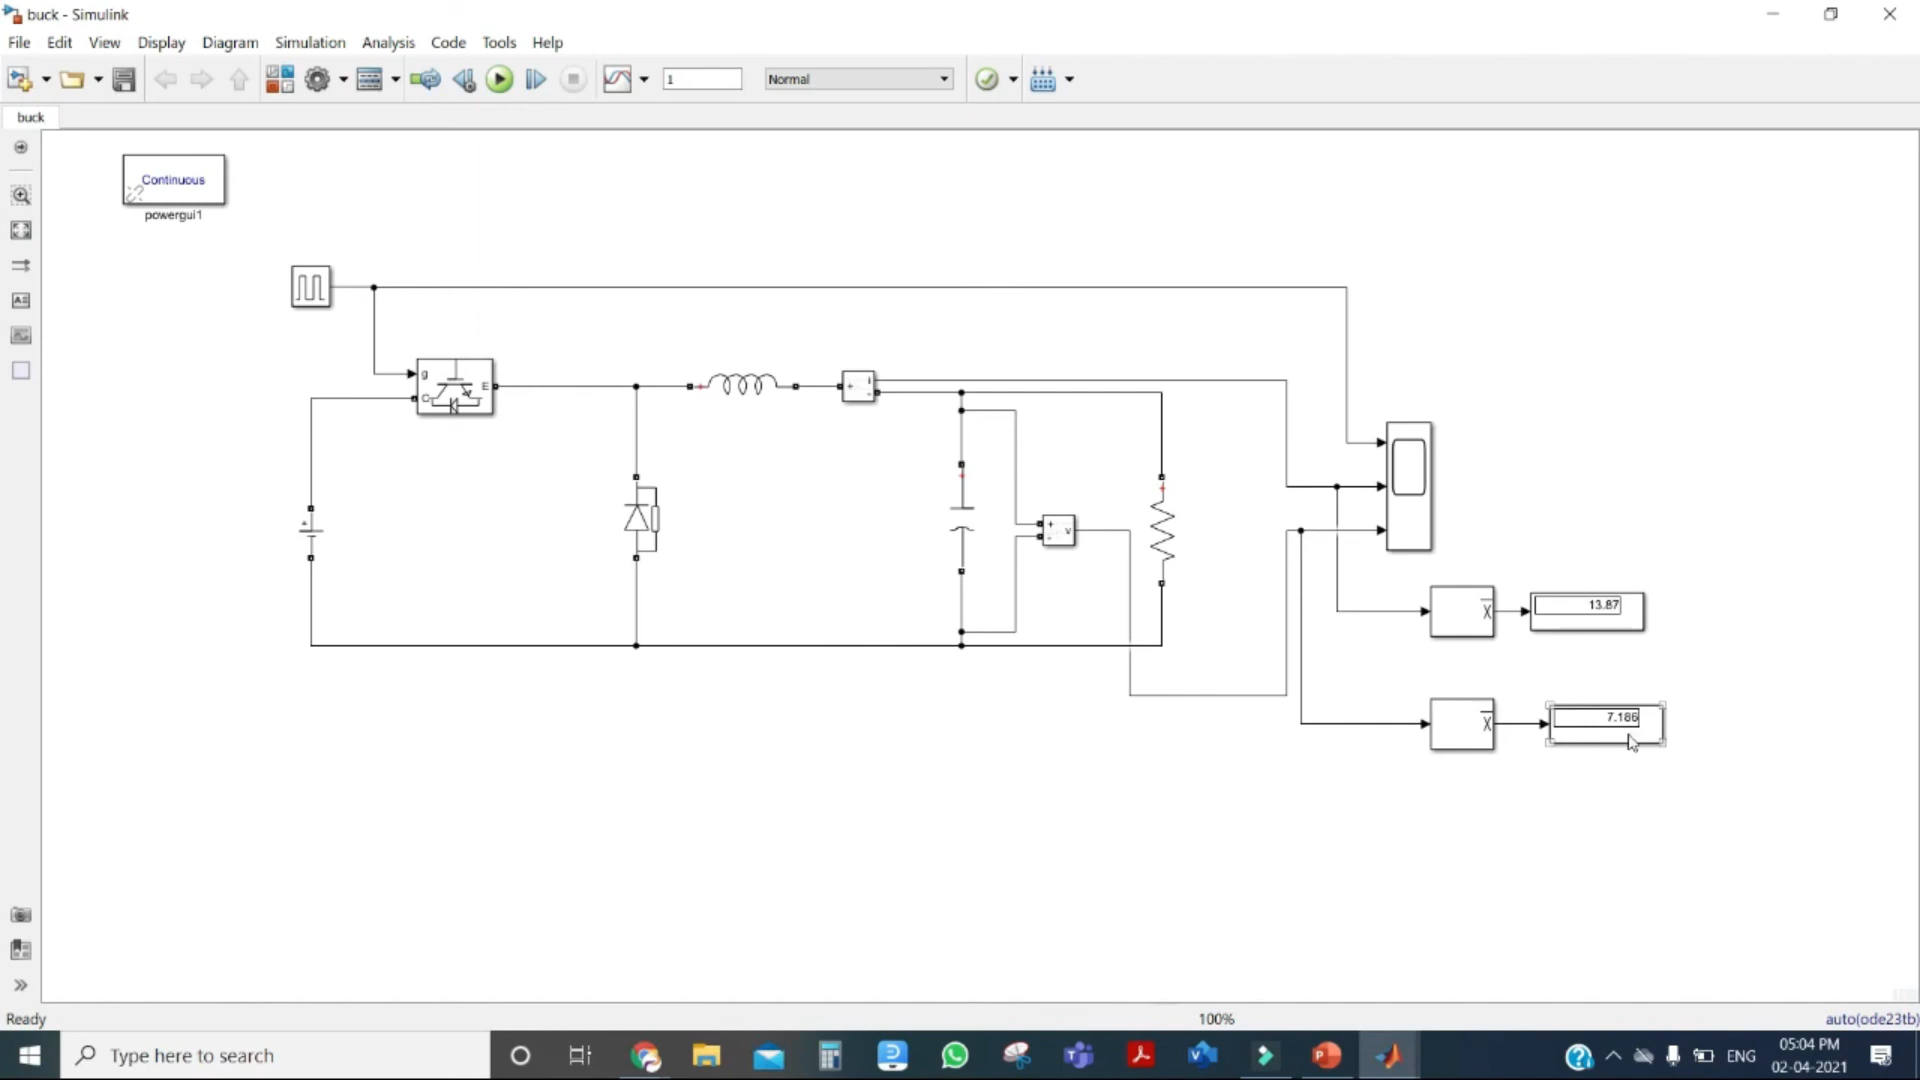 buck - Simulink
File Edit View Display Diagram Simulation Analysis Code Tools Help
1 Normal
buck
Continuous
powergui1
g
E
C
i
v
13.87
7.186
Ready 100% auto(ode23tb)
Type here to search
ENG
05:04 PM
02-04-2021